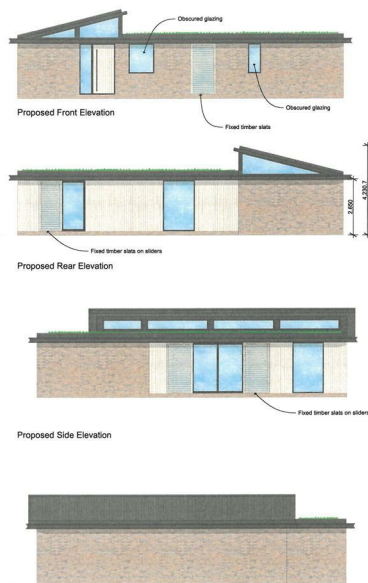 Obscured glazing
Obscured glazing
Fixed timber slats
Proposed Front Elevation
4,230.7
2,650
Fixed timber slats on sliders
Proposed Rear Elevation
Fixed timber slats on sliders
Proposed Side Elevation